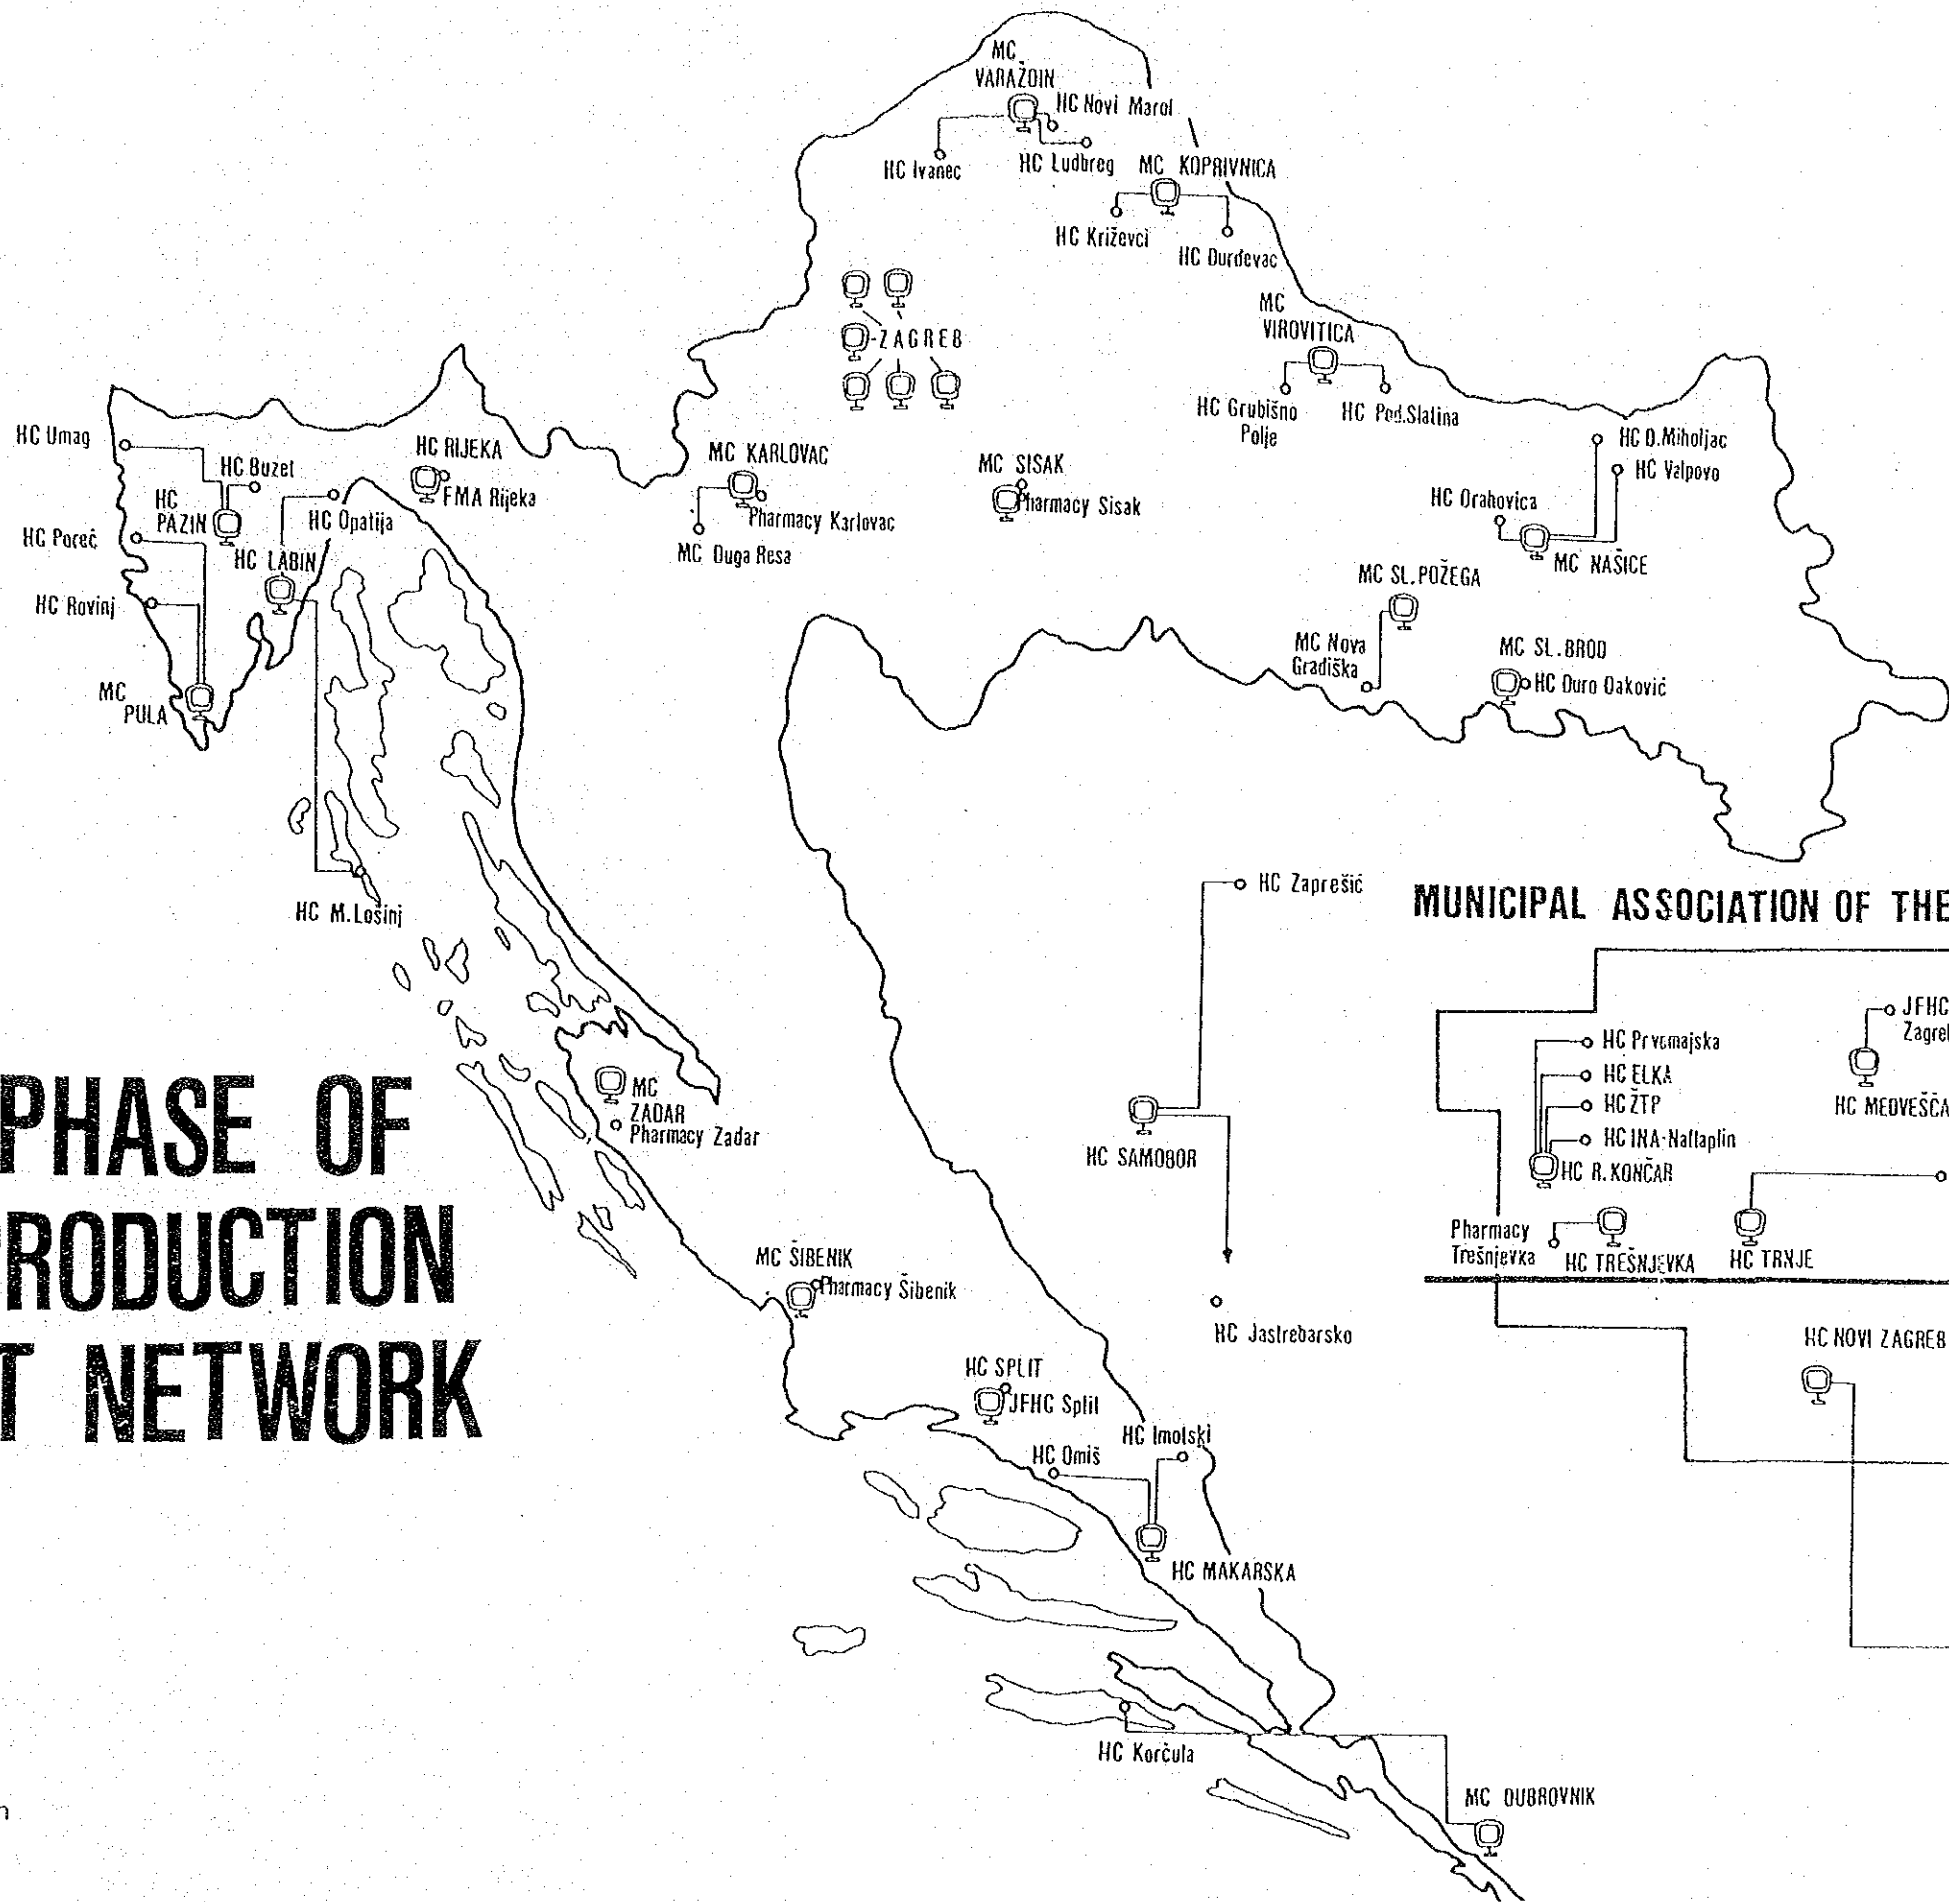 MC
VARAŽDIN
HC Novi Marol
HC Ivanec
HC Ludbreg
MC KOPRIVNICA
HC Križevci
HC Đurđevac
ZAGREB
MC
VIROVITICA
HC Grubišno
Polje
HC Pod.Slatina
HC Umag
HC Buzet
HC RIJEKA
FMA Rijeka
HC
PAZIN
HC Opatija
HC Poreč
HC LABIN
HC Rovinj
MC
PULA
HC M.Lošinj
MC KARLOVAC
Pharmacy Karlovac
MC Duga Resa
MC SISAK
Pharmacy Sisak
HC D.Miholjac
HC Valpovo
HC Orahovica
MC NAŠICE
MC SL.POŽEGA
MC Nova
Gradiška
MC SL.BROD
HC Đuro Đaković
HC Zaprešić
HC SAMOBOR
HC Jastrebarsko
MUNICIPAL ASSOCIATION OF THE
HC Prvomajska
HC ELKA
HC ŽTP
HC INA-Naftaplin
HC R.KONČAR
JFHC
Zagreb
HC MEDVEŠČA
Pharmacy
Trešnjevka
HC TREŠNJEVKA
HC TRNJE
HC NOVI ZAGREB
PHASE OF
RODUCTION
T NETWORK
MC
ZADAR
Pharmacy Zadar
MC ŠIBENIK
Pharmacy Šibenik
HC SPLIT
JFHC Split
HC Omiš
HC Imotski
HC MAKARSKA
HC Korčula
MC DUBROVNIK